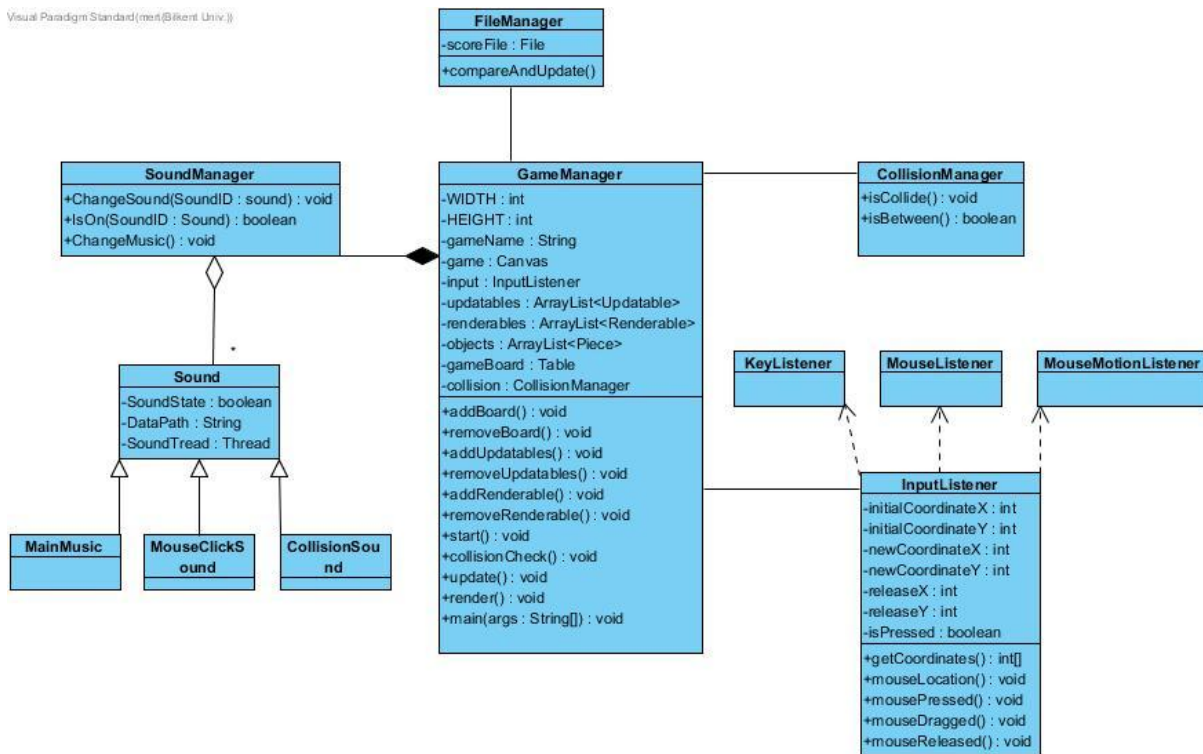 Visual Paradigm Standard(mert(Bilkent Univ.))
FileManager
-scoreFile : File
+compareAndUpdate()
SoundManager
+ChangeSound(SoundID : sound) : void
+IsOn(SoundID : Sound) : boolean
+ChangeMusic() : void
GameManager
-WIDTH : int
-HEIGHT : int
-gameName : String
-game : Canvas
-input : InputListener
-updatables : ArrayList<Updatable>
-renderables : ArrayList<Renderable>
-objects : ArrayList<Piece>
-gameBoard : Table
-collision : CollisionManager
+addBoard() : void
+removeBoard() : void
+addUpdatables() : void
+removeUpdatables() : void
+addRenderable() : void
+removeRenderable() : void
+start() : void
+collisionCheck() : void
+update() : void
+render() : void
+main(args : String[]) : void
CollisionManager
+isCollide() : void
+isBetween() : boolean
*
Sound
-SoundState : boolean
-DataPath : String
-SoundTread : Thread
MainMusic
MouseClickS
ound
CollisionSou
nd
KeyListener
MouseListener
MouseMotionListener
InputListener
-initialCoordinateX : int
-initialCoordinateY : int
-newCoordinateX : int
-newCoordinateY : int
-releaseX : int
-releaseY : int
-isPressed : boolean
+getCoordinates() : int[]
+mouseLocation() : void
+mousePressed() : void
+mouseDragged() : void
+mouseReleased() : void